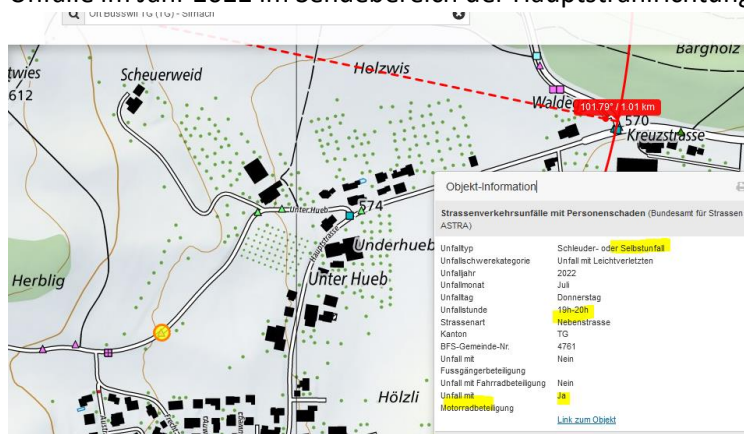 Unfälle im Jahr 2022 im Sendebereich der Hauptstrahlrichtung
Ort Busswil TG (TG) - Sirnach
twies
612
Scheuerweid
Holzwis
Bargholz
101.79° / 1.01 km
570
Kreuzstrasse
Unter Hueb
574
Hauptstrasse
Underhueb
Unter Hueb
Herblig
Hölzli
Objekt-Information
Strassenverkehrsunfälle mit Personenschaden (Bundesamt für Strassen
ASTRA)
Unfalltyp Schleuder- oder Selbstunfall
Unfallschwerekategorie Unfall mit Leichtverletzten
Unfalljahr 2022
Unfallmonat Juli
Unfalltag Donnerstag
Unfallstunde 19h-20h
Strassenart Nebenstrasse
Kanton TG
BFS-Gemeinde-Nr. 4761
Unfall mit Nein
Fussgängerbeteiligung
Unfall mit Fahrradbeteiligung Nein
Unfall mit Ja
Motorradbeteiligung
Link zum Objekt